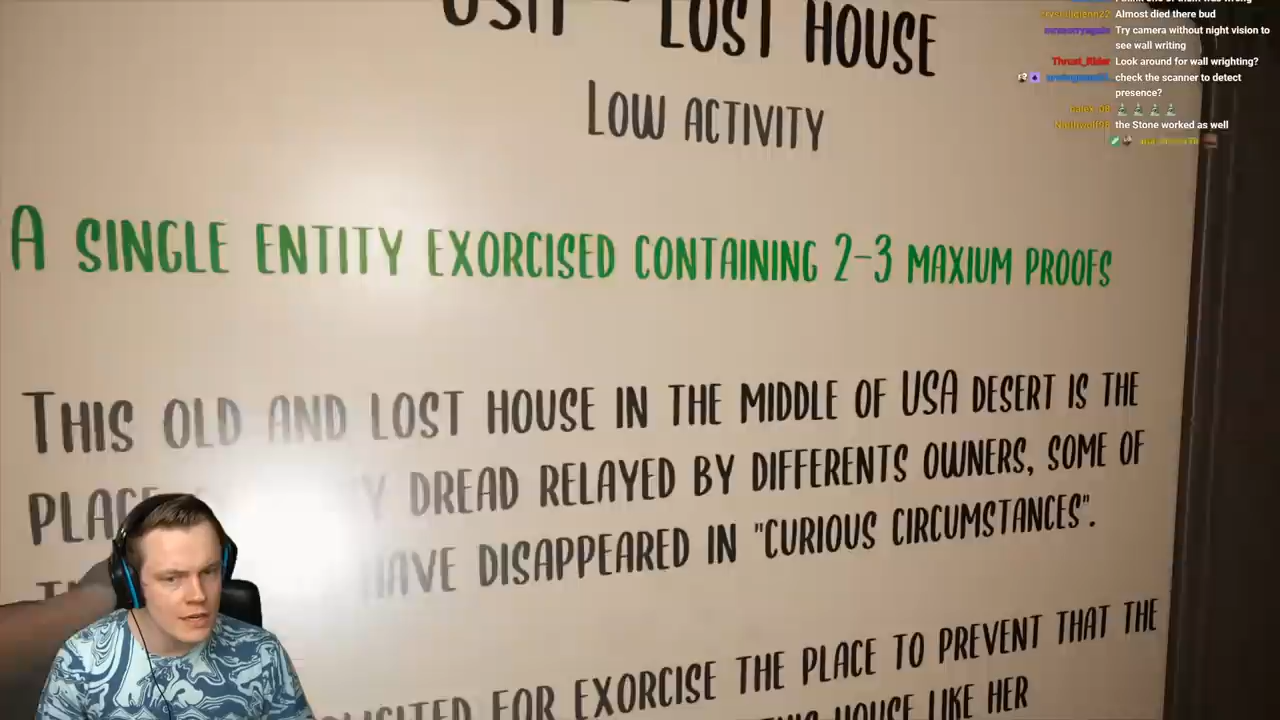 LOST HOUSE
LOW ACTIVITY
A SINGLE ENTITY EXORCISED CONTAINING 2-3 MAXIUM PROOFS
THIS OLD AND LOST HOUSE IN THE MIDDLE OF USA DESERT IS THE
DREAD RELAYED BY DIFFERENTS OWNERS, SOME OF
HAVE DISAPPEARED IN "CURIOUS CIRCUMSTANCES".
FOR EXORCISE THE PLACE TO PREVENT THAT THE
HOUSE LIKE HER
Almost died there bud
Try camera without night vision to
see wall writing
Thrust_Rider Look around for wall wrighting?
check the scanner to detect
presence?
the Stone worked as well